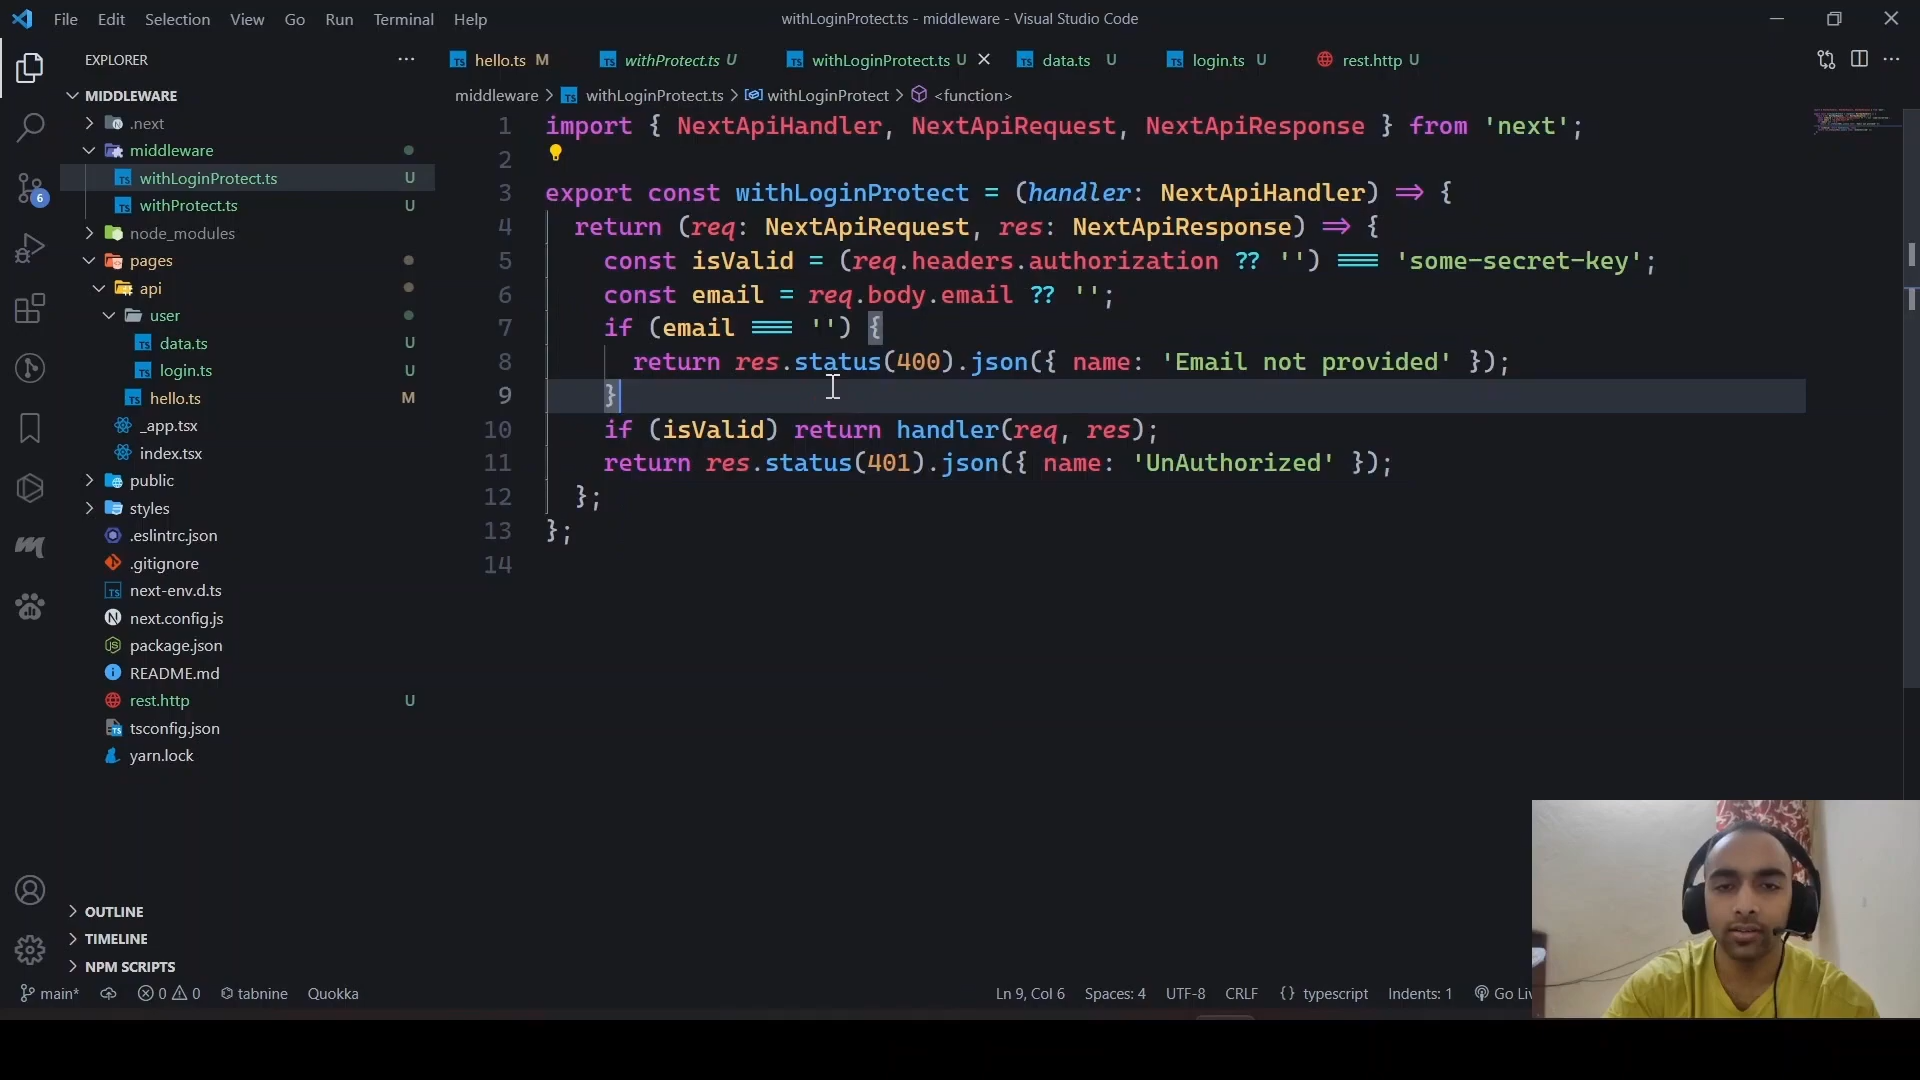 File Edit Selection View Go Run Terminal Help
withLoginProtect.ts - middleware - Visual Studio Code
EXPLORER
hello.ts M
withProtect.ts U
withLoginProtect.ts U
data.ts U
login.ts U
rest.http U
middleware > withLoginProtect.ts > withLoginProtect > <function>
MIDDLEWARE
.next
middleware
withLoginProtect.ts U
withProtect.ts U
node_modules
pages
api
user
data.ts U
login.ts U
hello.ts M
_app.tsx
index.tsx
public
styles
.eslintrc.json
.gitignore
next-env.d.ts
next.config.js
package.json
README.md
rest.http U
tsconfig.json
yarn.lock
6
OUTLINE
TIMELINE
NPM SCRIPTS
1 import { NextApiHandler, NextApiRequest, NextApiResponse } from 'next';
2
3 export const withLoginProtect = (handler: NextApiHandler) => {
4 return (req: NextApiRequest, res: NextApiResponse) => {
5 const isValid = (req.headers.authorization ?? '') === 'some-secret-key';
6 const email = req.body.email ?? '';
7 if (email === '') {
8 return res.status(400).json({ name: 'Email not provided' });
9 }
10 if (isValid) return handler(req, res);
11 return res.status(401).json({ name: 'UnAuthorized' });
12 };
13 };
14
main* 0 0 tabnine Quokka
Ln 9, Col 6 Spaces: 4 UTF-8 CRLF {} typescript Indents: 1 Go Liv